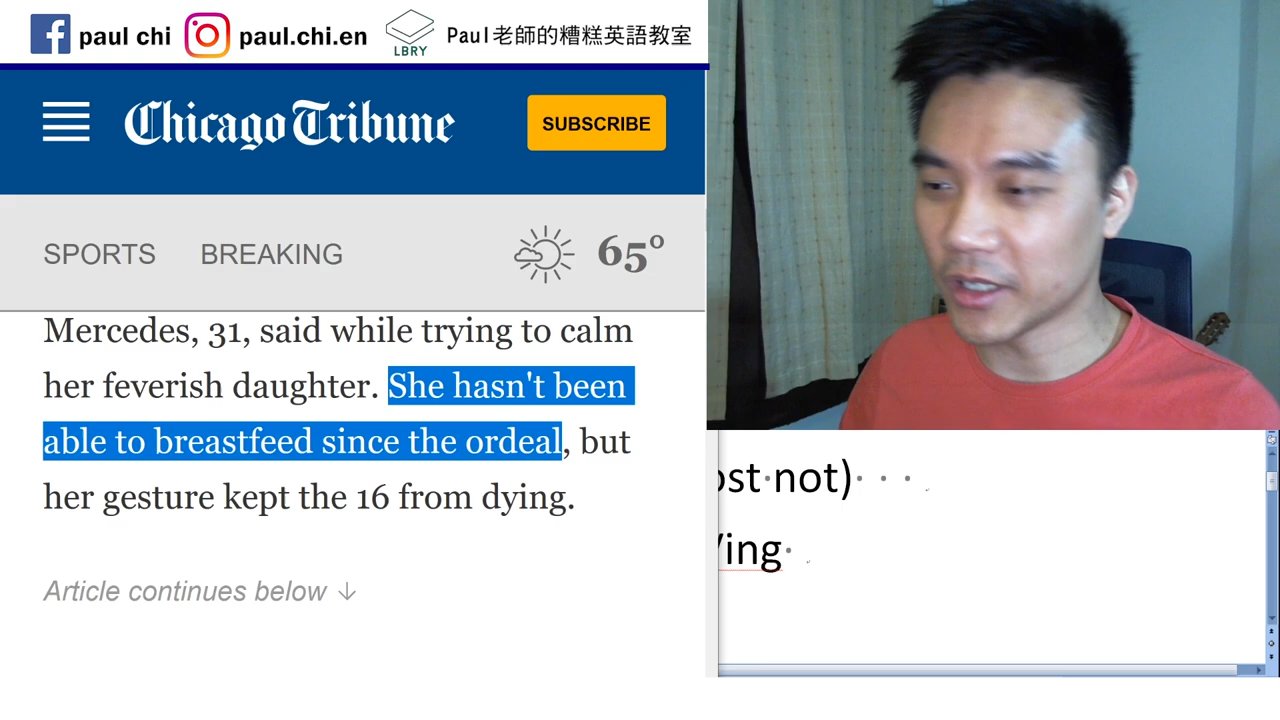 paul chi
paul.chi.en
LBRY
Paul老師的糟糕英語教室
Chicago Tribune
SUBSCRIBE
SPORTS
BREAKING
65°
Mercedes, 31, said while trying to calm
her feverish daughter. She hasn't been
able to breastfeed since the ordeal, but
her gesture kept the 16 from dying.
Article continues below ↓
ost·not)· · ·
Ving·